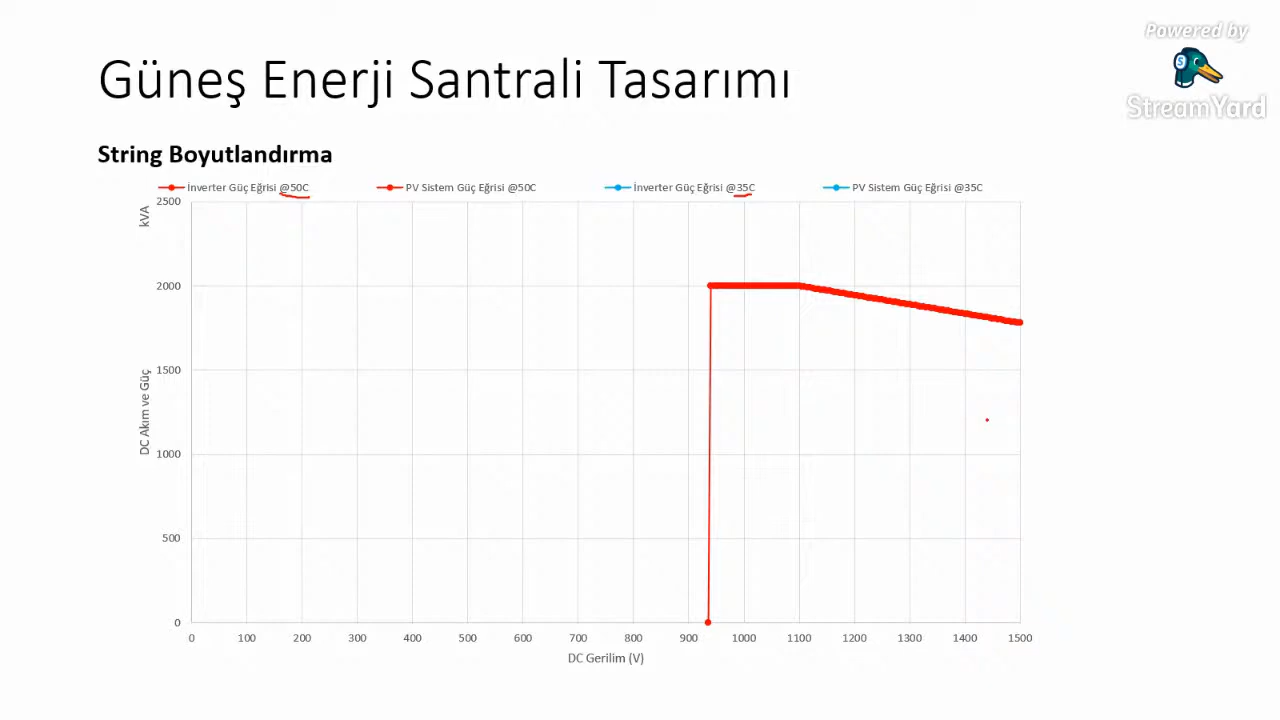 Powered by
StreamYard
Güneş Enerji Santrali Tasarımı
String Boyutlandırma
İnverter Güç Eğrisi @50C PV Sistem Güç Eğrisi @50C İnverter Güç Eğrisi @35C PV Sistem Güç Eğrisi @35C
kVA
DC Akım ve Güç
2500
2000
1500
1000
500
0
0 100 200 300 400 500 600 700 800 900 1000 1100 1200 1300 1400 1500
DC Gerilim (V)